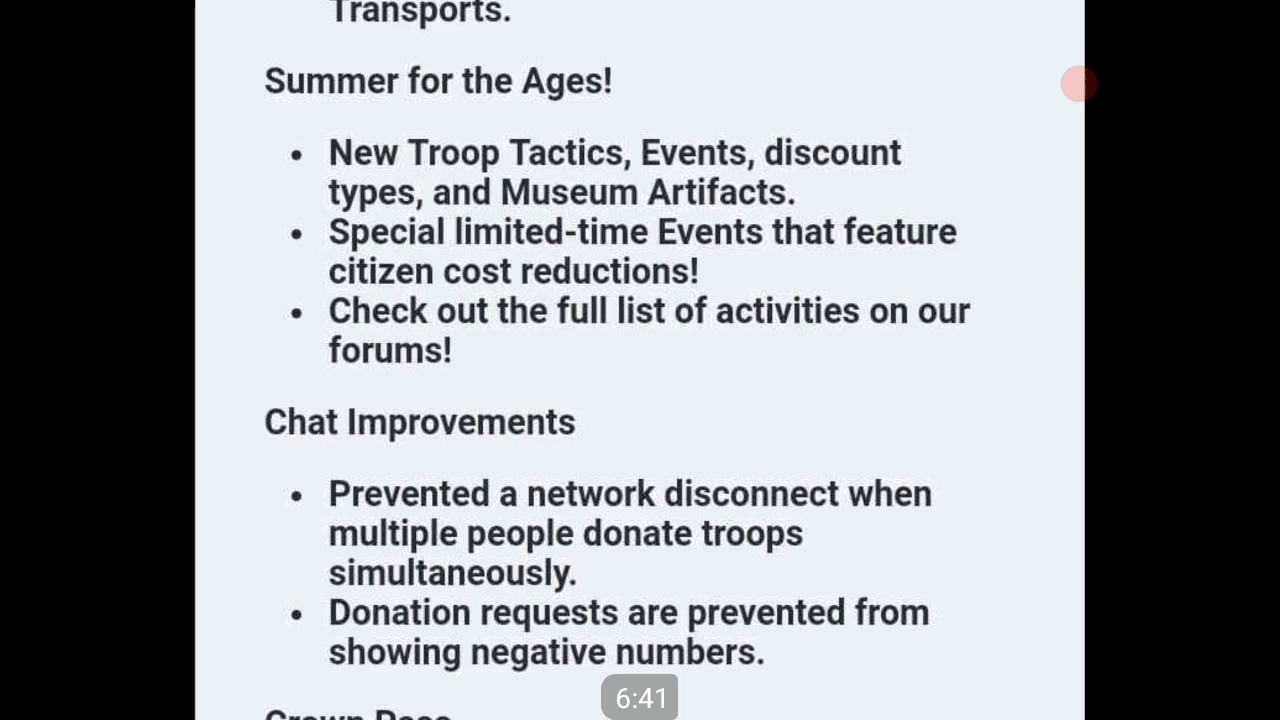 Transports.
Summer for the Ages!
• New Troop Tactics, Events, discount
types, and Museum Artifacts.
• Special limited-time Events that feature
citizen cost reductions!
• Check out the full list of activities on our
forums!
Chat Improvements
• Prevented a network disconnect when
multiple people donate troops
simultaneously.
• Donation requests are prevented from
showing negative numbers.
6:41
Crown Pass